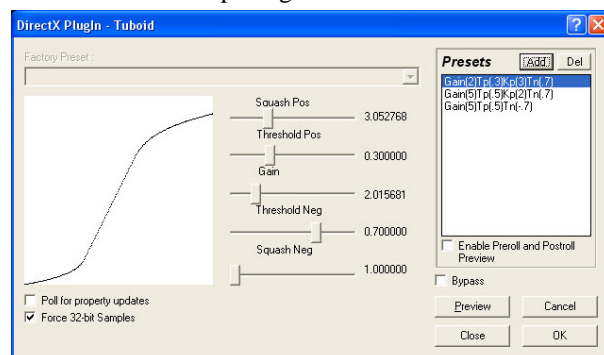 DirectX PlugIn - Tuboid
Factory Preset :
Squash Pos
3.052768
Threshold Pos
0.300000
Gain
2.015681
Threshold Neg
0.700000
Squash Neg
1.000000
Poll for property updates
Force 32-bit Samples
Presets Add Del
Gain(2)Tp(.3)Kp(3)Tn(.7)
Gain(5)Tp(.5)Kp(2)Tn(.7)
Gain(5)Tp(.5)Tn(-.7)
Enable Preroll and Postroll
Preview
Bypass
Preview Cancel
Close OK